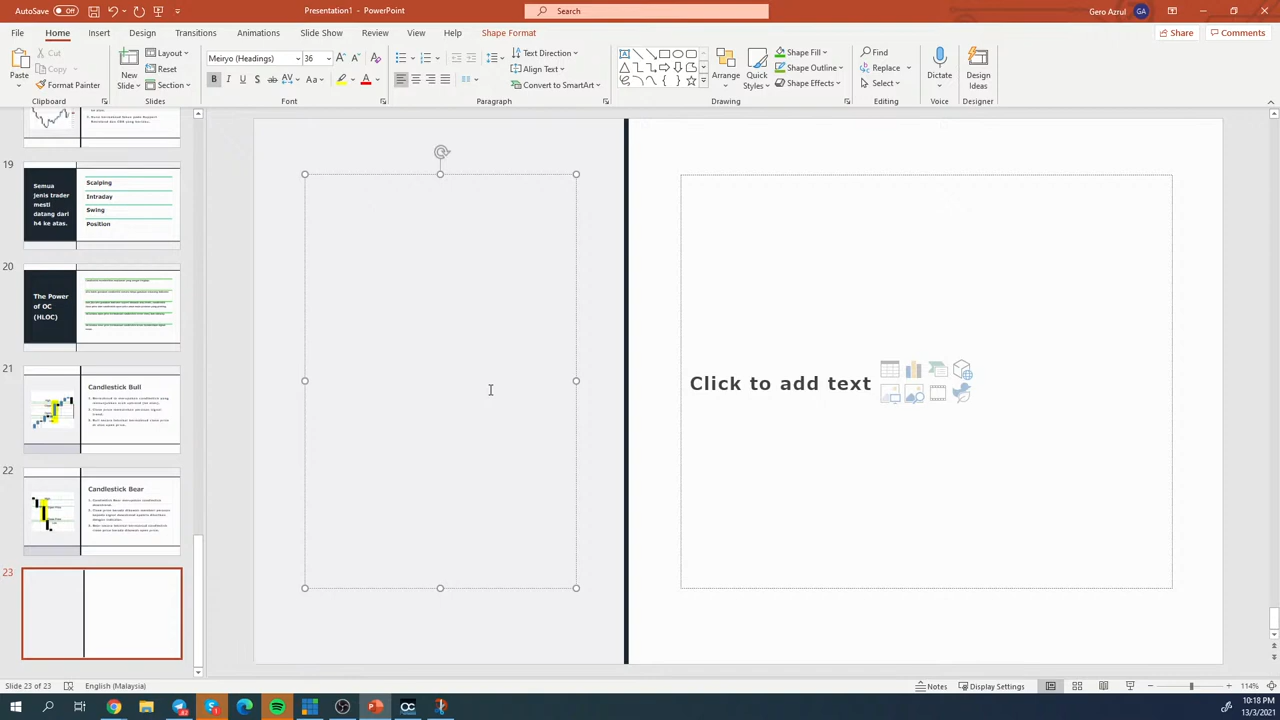 AutoSave Off
Presentation1 - PowerPoint
Search
Gero Azrul GA
File Home Insert Design Transitions Animations Slide Show Review View Help Shape Format
Share Comments
Paste
Cut
Copy
Format Painter
Clipboard
New Slide
Layout
Reset
Section
Slides
Meiryo (Headings) 36
B I U S AV Aa A
Font
Text Direction
Align Text
Convert to SmartArt
Paragraph
Arrange
Quick Styles
Shape Fill
Shape Outline
Shape Effects
Drawing
Find
Replace
Select
Editing
Dictate
Voice
Design Ideas
Designer
19
Semua
jenis trader
mesti
datang dari
h4 ke atas.
Scalping
Intraday
Swing
Position
20
The Power
of OC
(HLOC)
21
Candlestick Bull
22
Candlestick Bear
23
Click to add text
Slide 23 of 23 English (Malaysia)
Notes Display Settings 114%
10:18 PM
13/3/2021